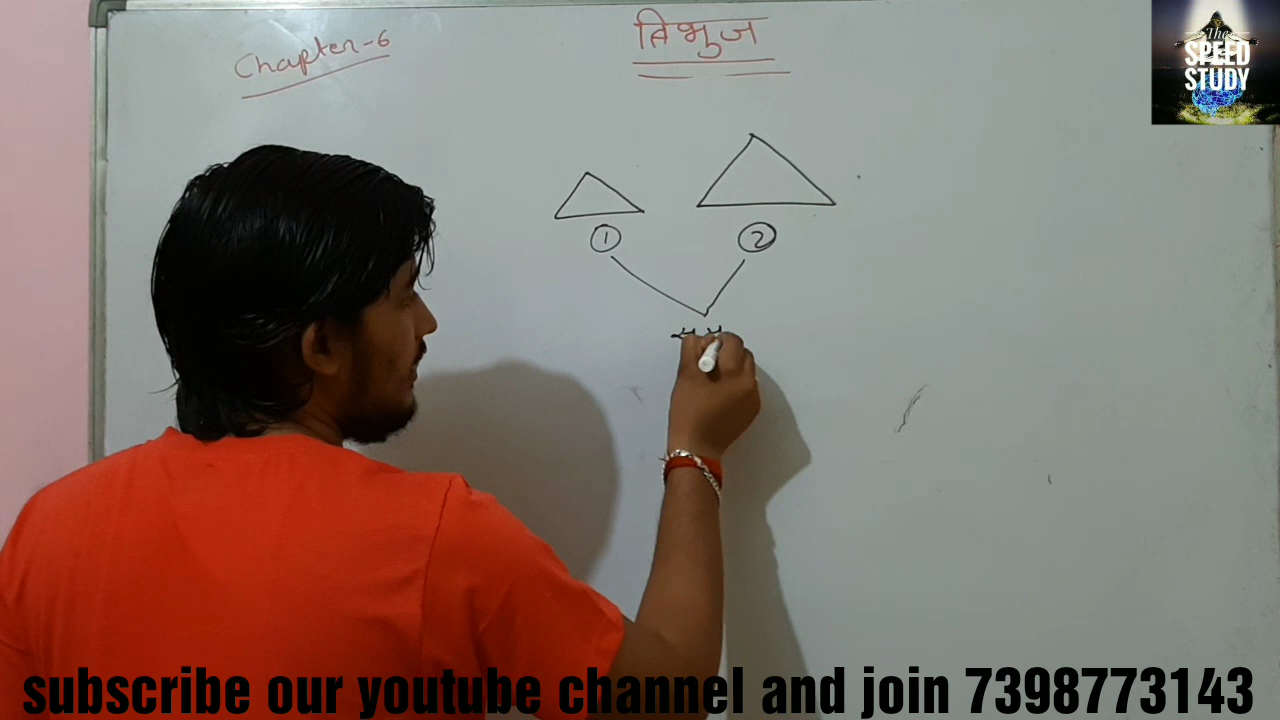 Chapter-6
त्रिभुज
The
SPEED
STUDY
1
2
subscribe our youtube channel and join 7398773143